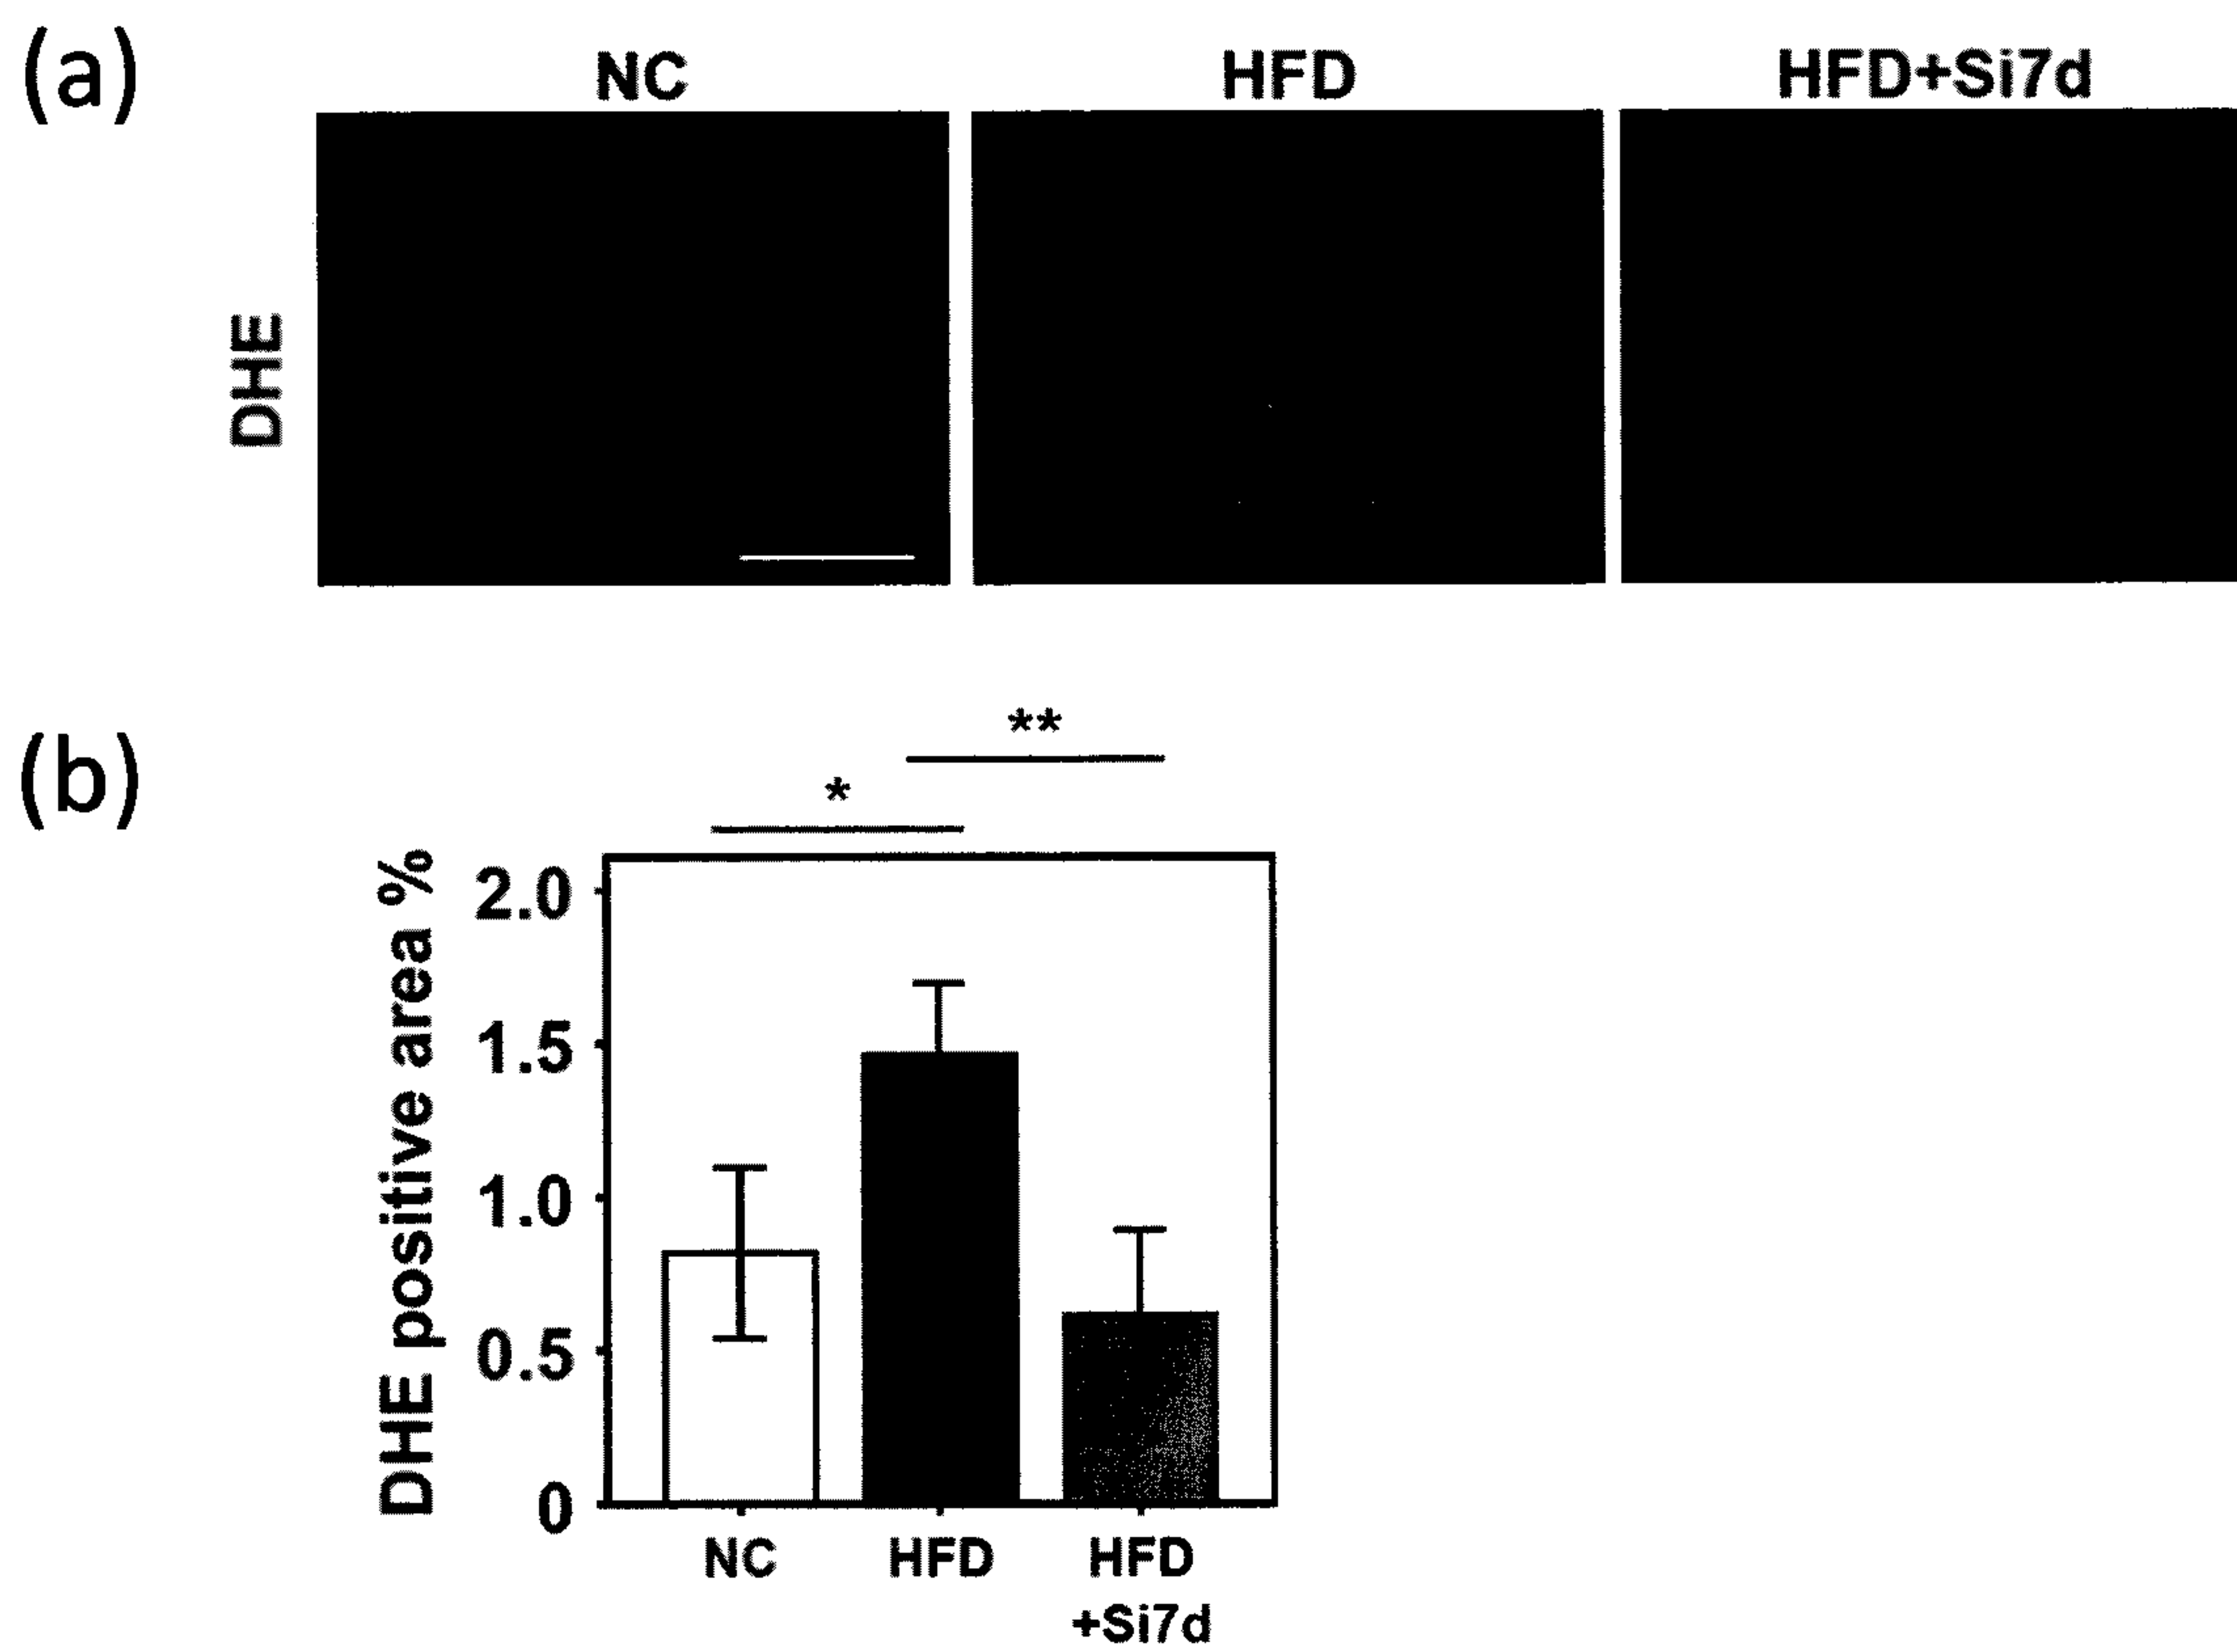 (a)
NC HFD HFD+Si7d
DHE
(b)
**
*
DHE positive area %
2.0
1.5
1.0
0.5
0
NC HFD HFD
+Si7d